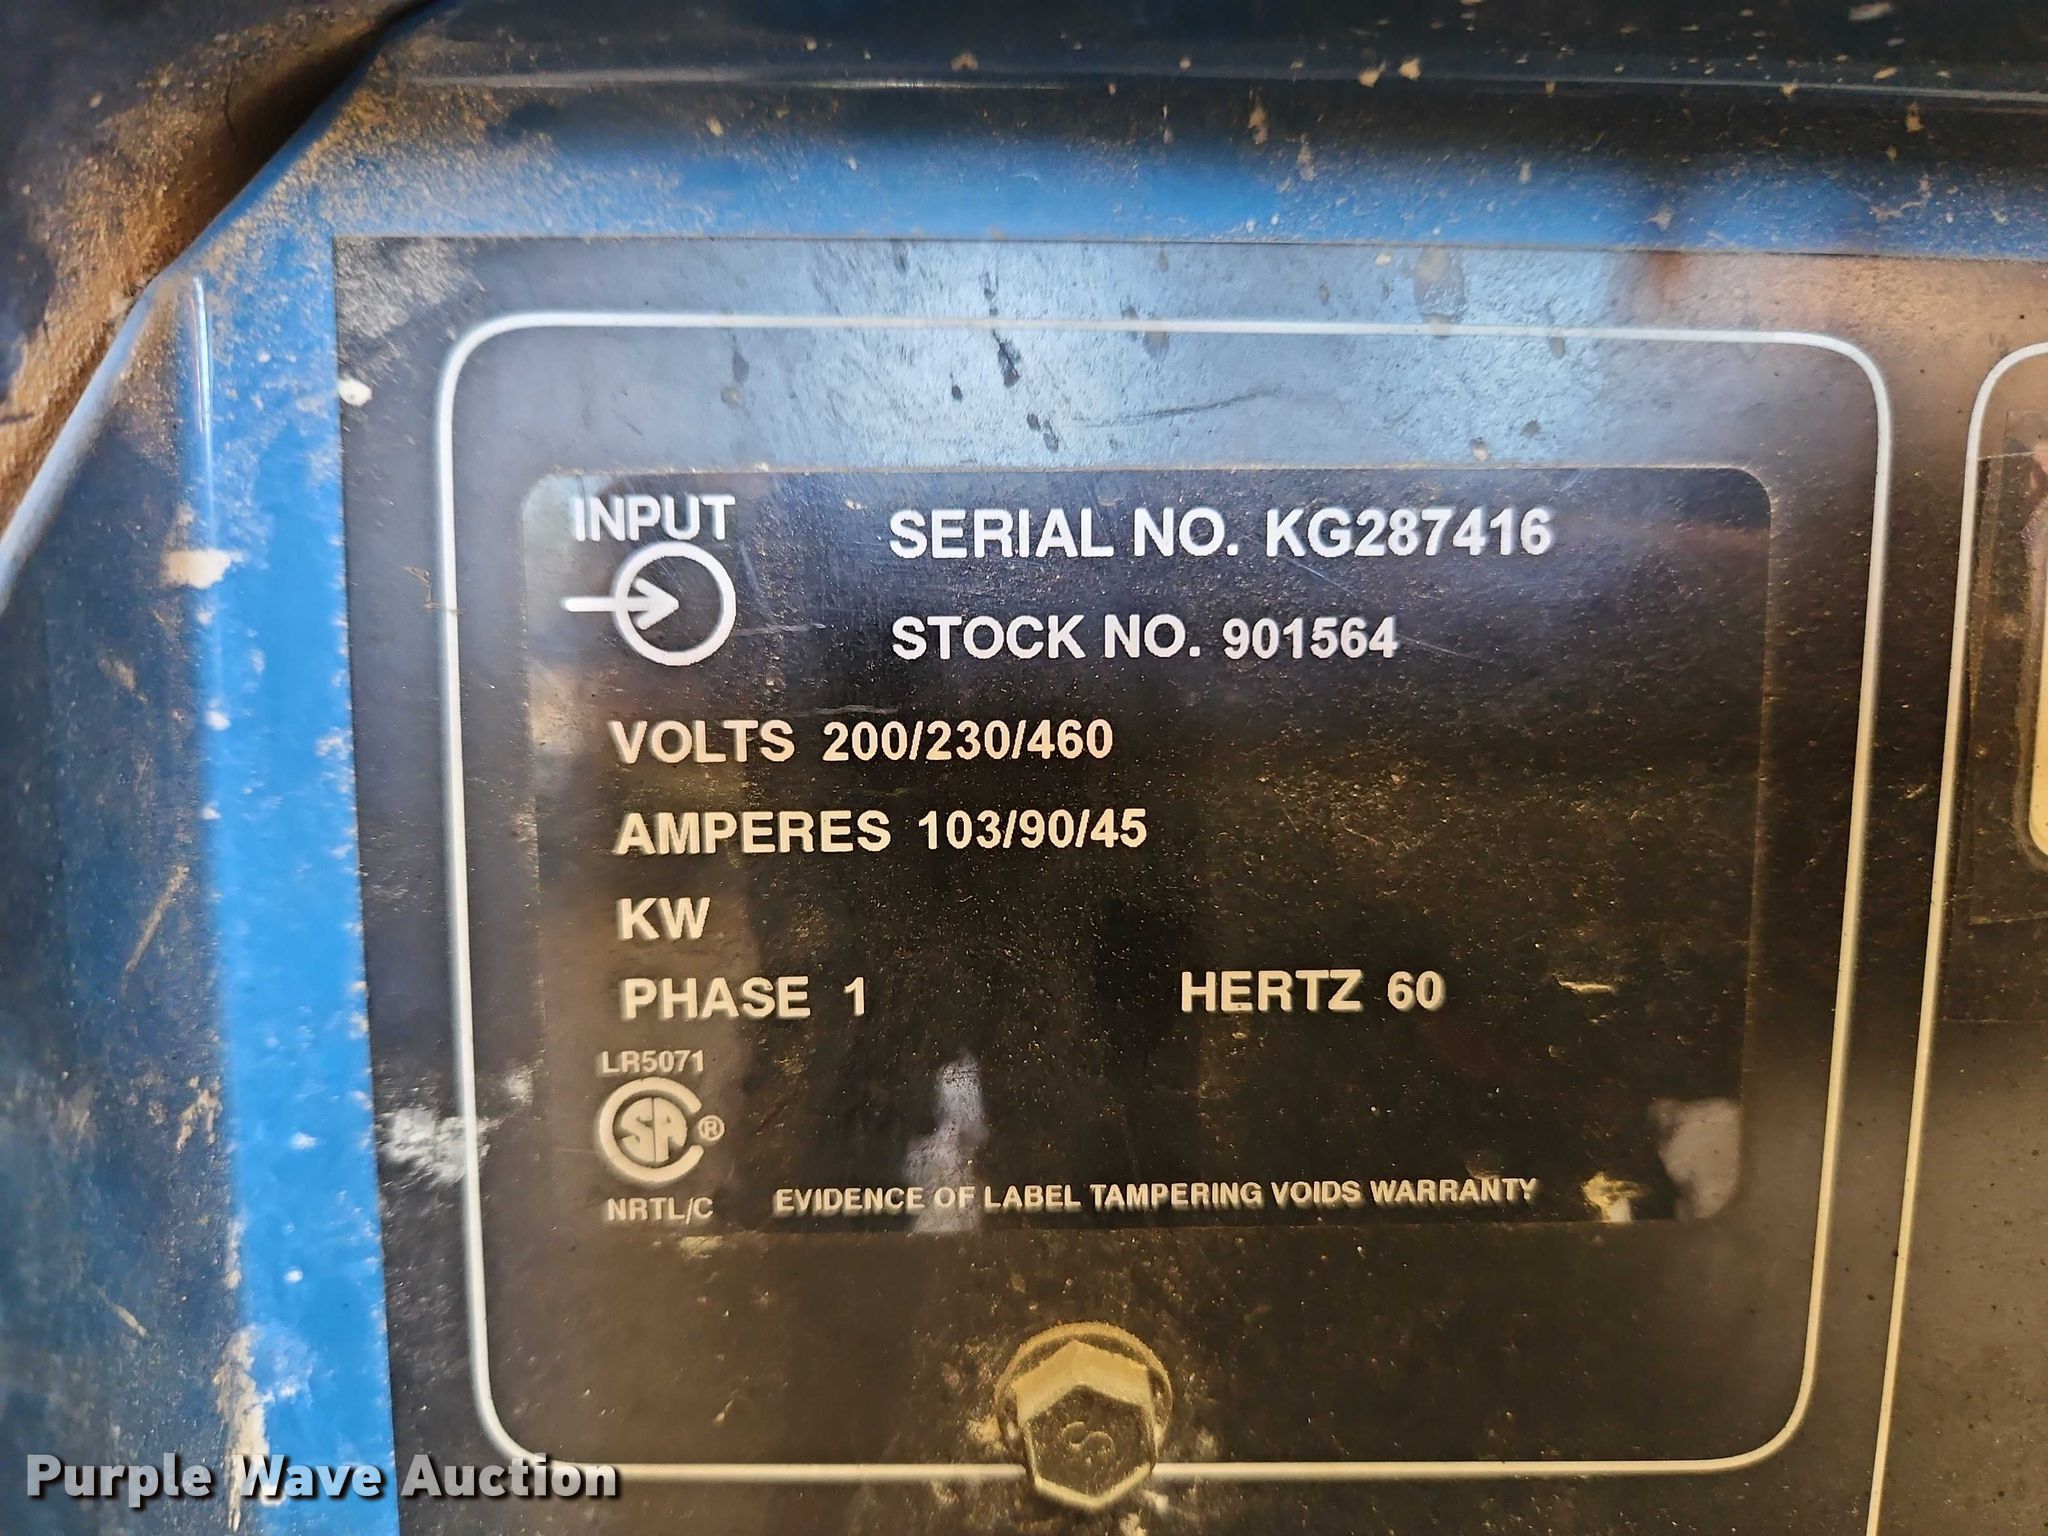 INPUT
SERIAL NO. KG287416
STOCK NO. 901564
VOLTS 200/230/460
AMPERES 103/90/45
KW
PHASE 1 HERTZ 60
LR5071
CSA ®
NRTL/C
EVIDENCE OF LABEL TAMPERING VOIDS WARRANTY
S
Purple Wave Auction